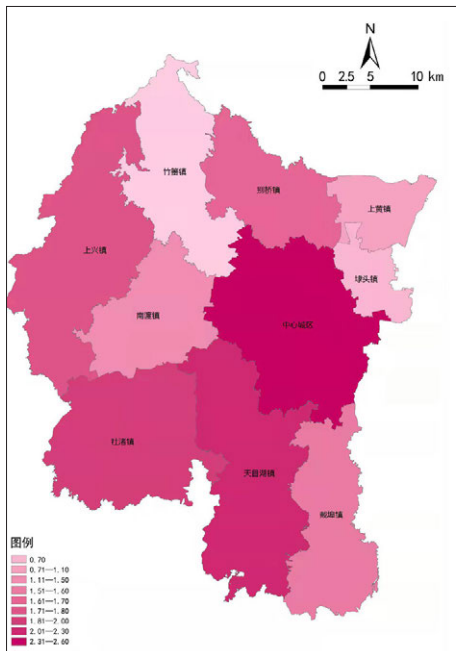 N
0 2.5 5 10 km
竹箦镇
别桥镇
上黄镇
上兴镇
埭头镇
南渡镇
中心城区
社渚镇
天目湖镇
戴埠镇
图例
0.70
0.71—1.10
1.11—1.50
1.51—1.60
1.61—1.70
1.71—1.80
1.81—2.00
2.01—2.30
2.31—2.60